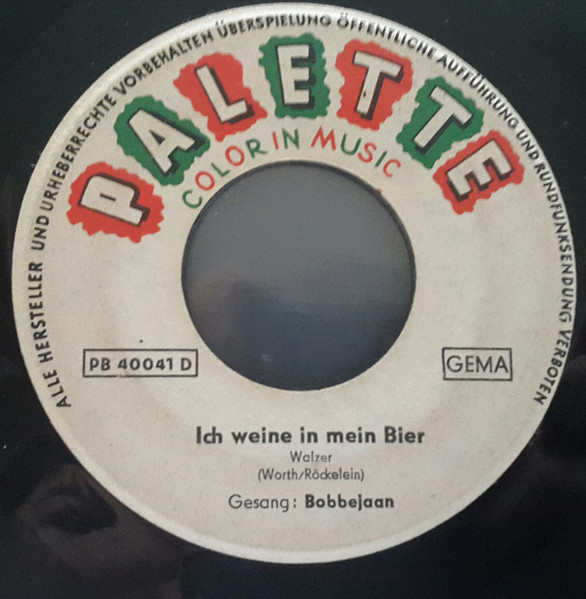 ALLE HERSTELLER UND URHEBERRECHTE VORBEHALTEN ÜBERSPIELUNG ÖFFENTLICHE AUFFÜHRUNG UND RUNDFUNKSENDUNG VERBOTEN
PALETTE
COLOR IN MUSIC
PB 40041 D
GEMA
Ich weine in mein Bier
Walzer
(Worth/Röckelein)
Gesang: Bobbejaan